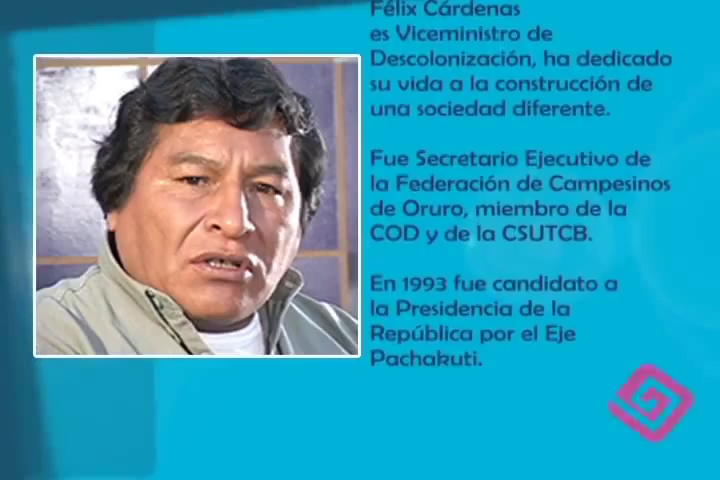 Félix Cárdenas
es Viceministro de
Descolonización, ha dedicado
su vida a la construcción de
una sociedad diferente.
Fue Secretario Ejecutivo de
la Federación de Campesinos
de Oruro, miembro de la
COD y de la CSUTCB.
En 1993 fue candidato a
la Presidencia de la
República por el Eje
Pachakuti.